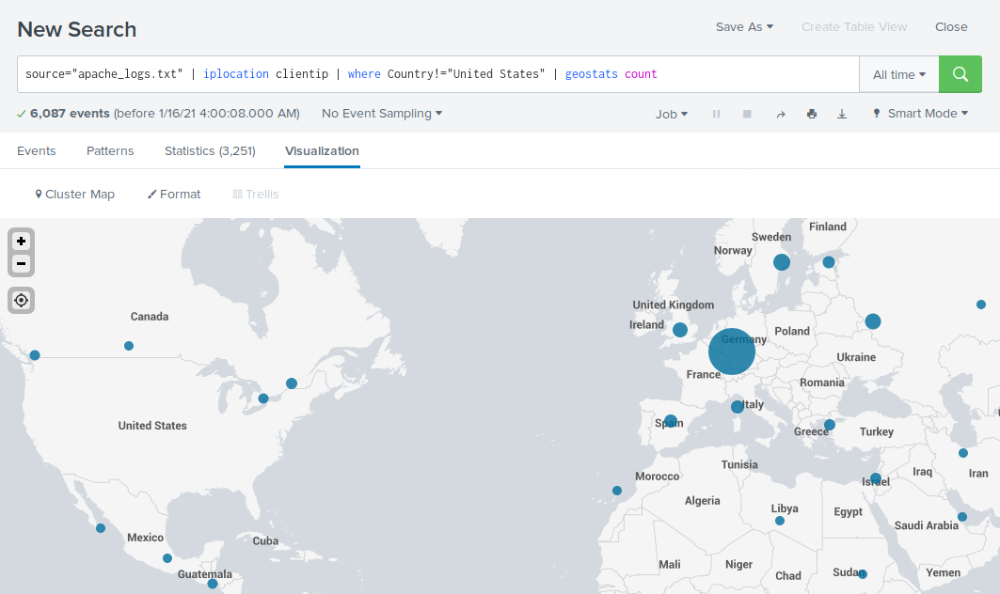 New Search
Save As
Create Table View
Close
source="apache_logs.txt" | iplocation clientip | where Country!="United States" | geostats count
All time
6,087 events (before 1/16/21 4:00:08.000 AM)
No Event Sampling
Job
Smart Mode
Events
Patterns
Statistics (3,251)
Visualization
Cluster Map
Format
Trellis
+
−
Finland
Sweden
Norway
United Kingdom
Canada
Ireland
Poland
Germany
Ukraine
France
Romania
Italy
Spain
United States
Greece
Turkey
Tunisia
Iraq
Iran
Morocco
Israel
Algeria
Libya
Egypt
Saudi Arabia
Mexico
Cuba
Mali
Niger
Guatemala
Chad
Sudan
Yemen